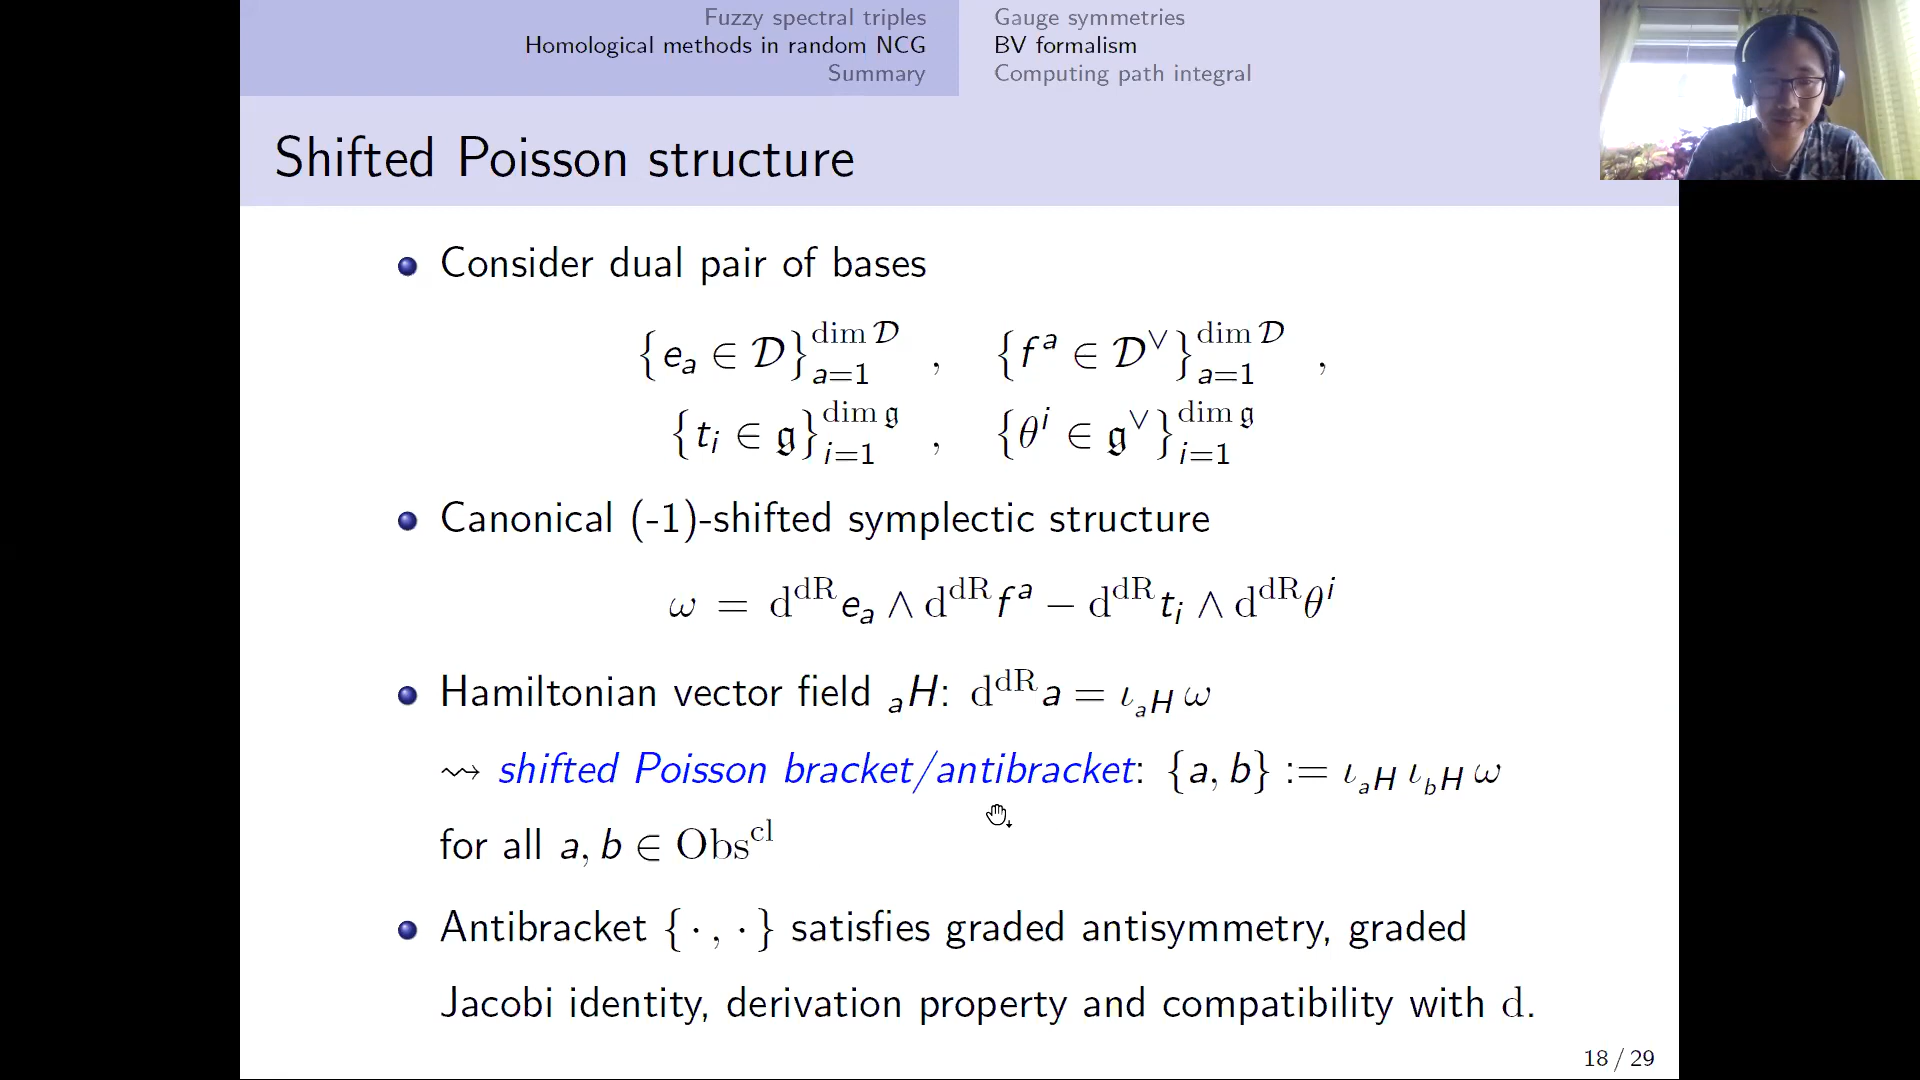 Fuzzy spectral triples
Homological methods in random NCG
Summary
Gauge symmetries
BV formalism
Computing path integral
Shifted Poisson structure
Consider dual pair of bases
{e_a ∈ 𝒟}_{a=1}^{dim 𝒟} , {f^a ∈ 𝒟^∨}_{a=1}^{dim 𝒟} ,
{t_i ∈ 𝔤}_{i=1}^{dim 𝔤} , {θ^i ∈ 𝔤^∨}_{i=1}^{dim 𝔤}
Canonical (-1)-shifted symplectic structure
ω = d^{dR} e_a ∧ d^{dR} f^a − d^{dR} t_i ∧ d^{dR} θ^i
Hamiltonian vector field _aH: d^{dR} a = ι_{_aH} ω
⇝ shifted Poisson bracket/antibracket: {a, b} := ι_{_aH} ι_{_bH} ω
for all a, b ∈ Obs^{cl}
Antibracket {· , ·} satisfies graded antisymmetry, graded
Jacobi identity, derivation property and compatibility with d.
18 / 29